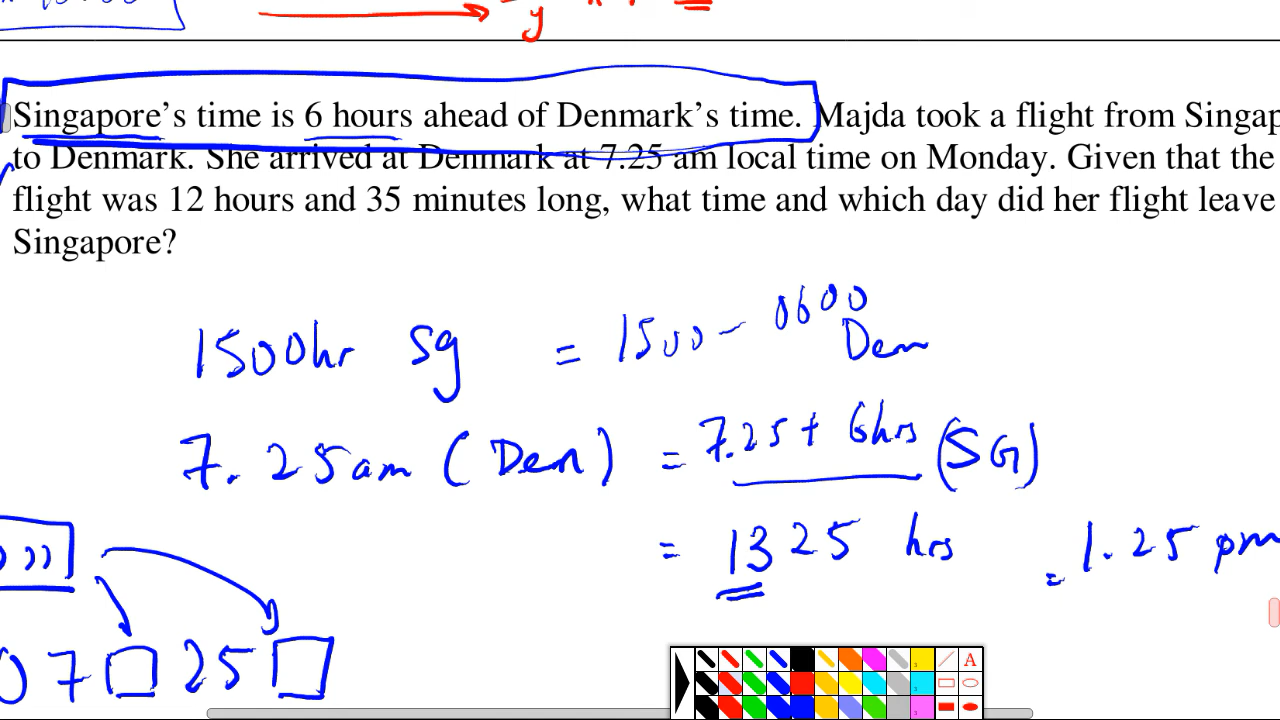 y
Singapore's time is 6 hours ahead of Denmark's time. Majda took a flight from Singap
to Denmark. She arrived at Denmark at 7.25 am local time on Monday. Given that the
flight was 12 hours and 35 minutes long, what time and which day did her flight leave
Singapore?
1500hr Sg = 1500 - 0600 Den
7.25am (Den) = 7.25 + 6hrs (SG)
= 1325 hrs = 1.25 pm
07 25
A